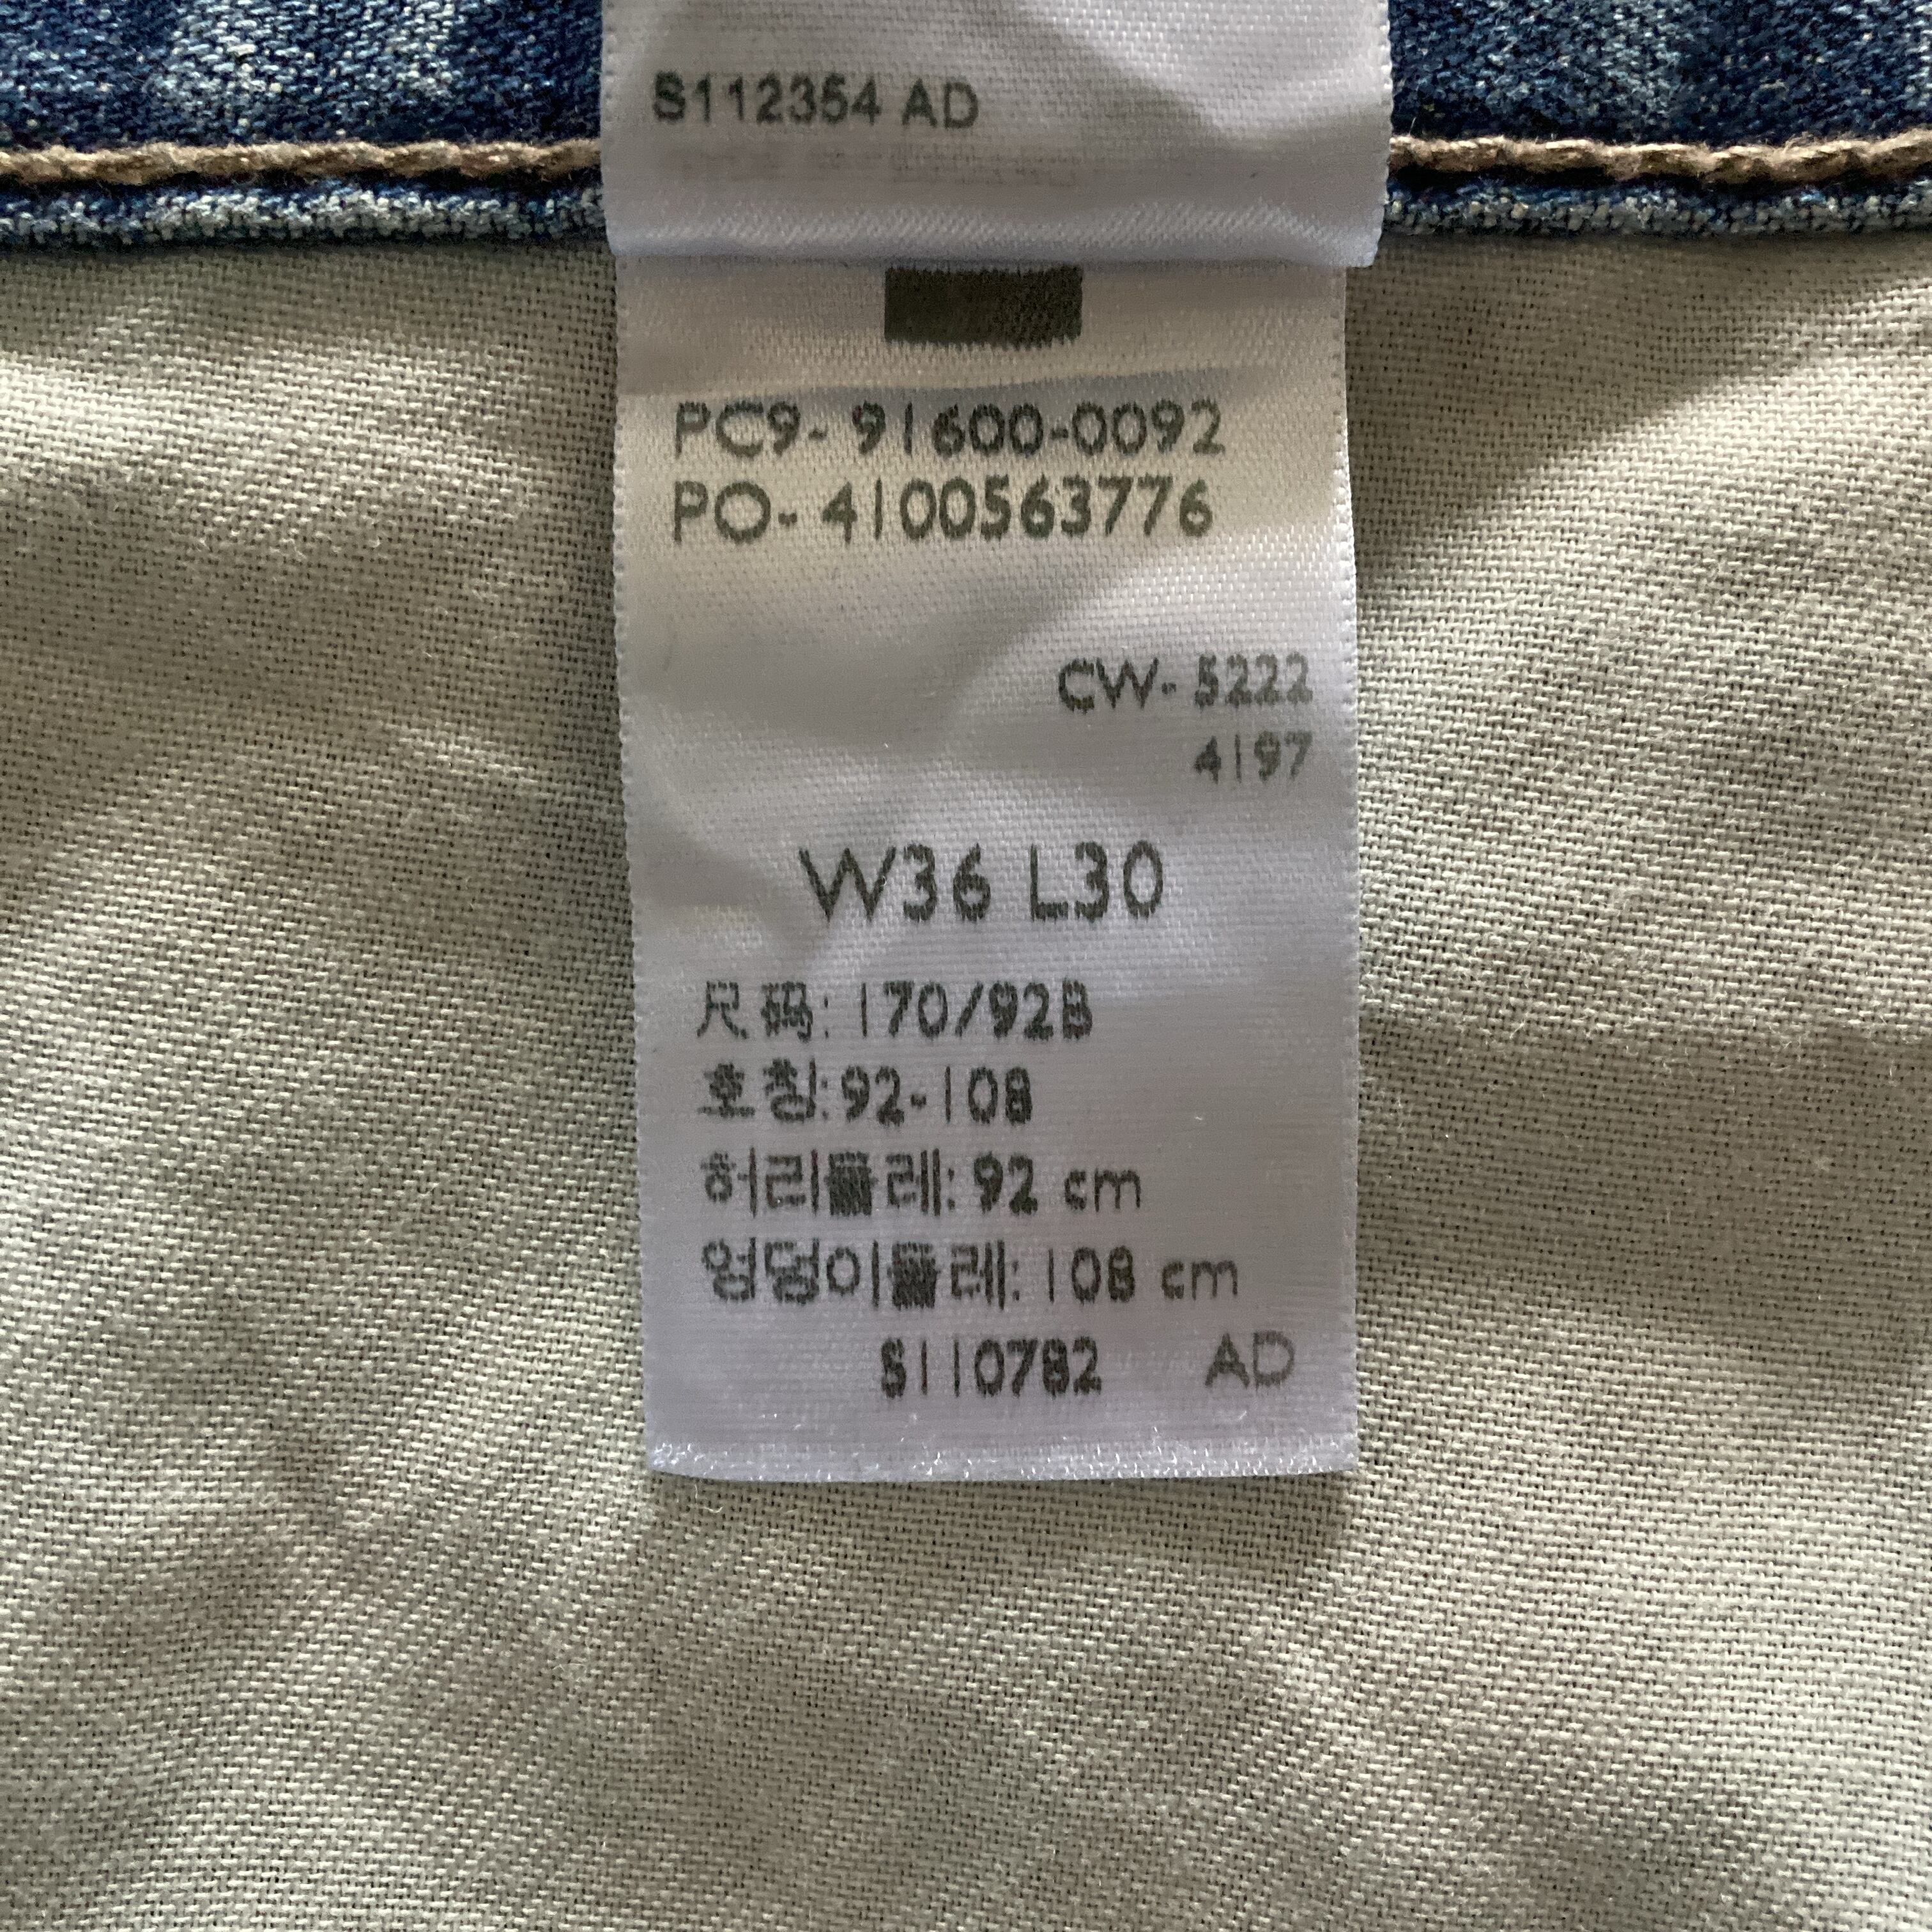 S112354 AD
PC9- 91600-0092
PO- 4100563776
CW- 5222
4197
W36 L30
尺码: 170/92B
호칭: 92-108
허리둘레: 92 cm
엉덩이둘레: 108 cm
S110782 AD